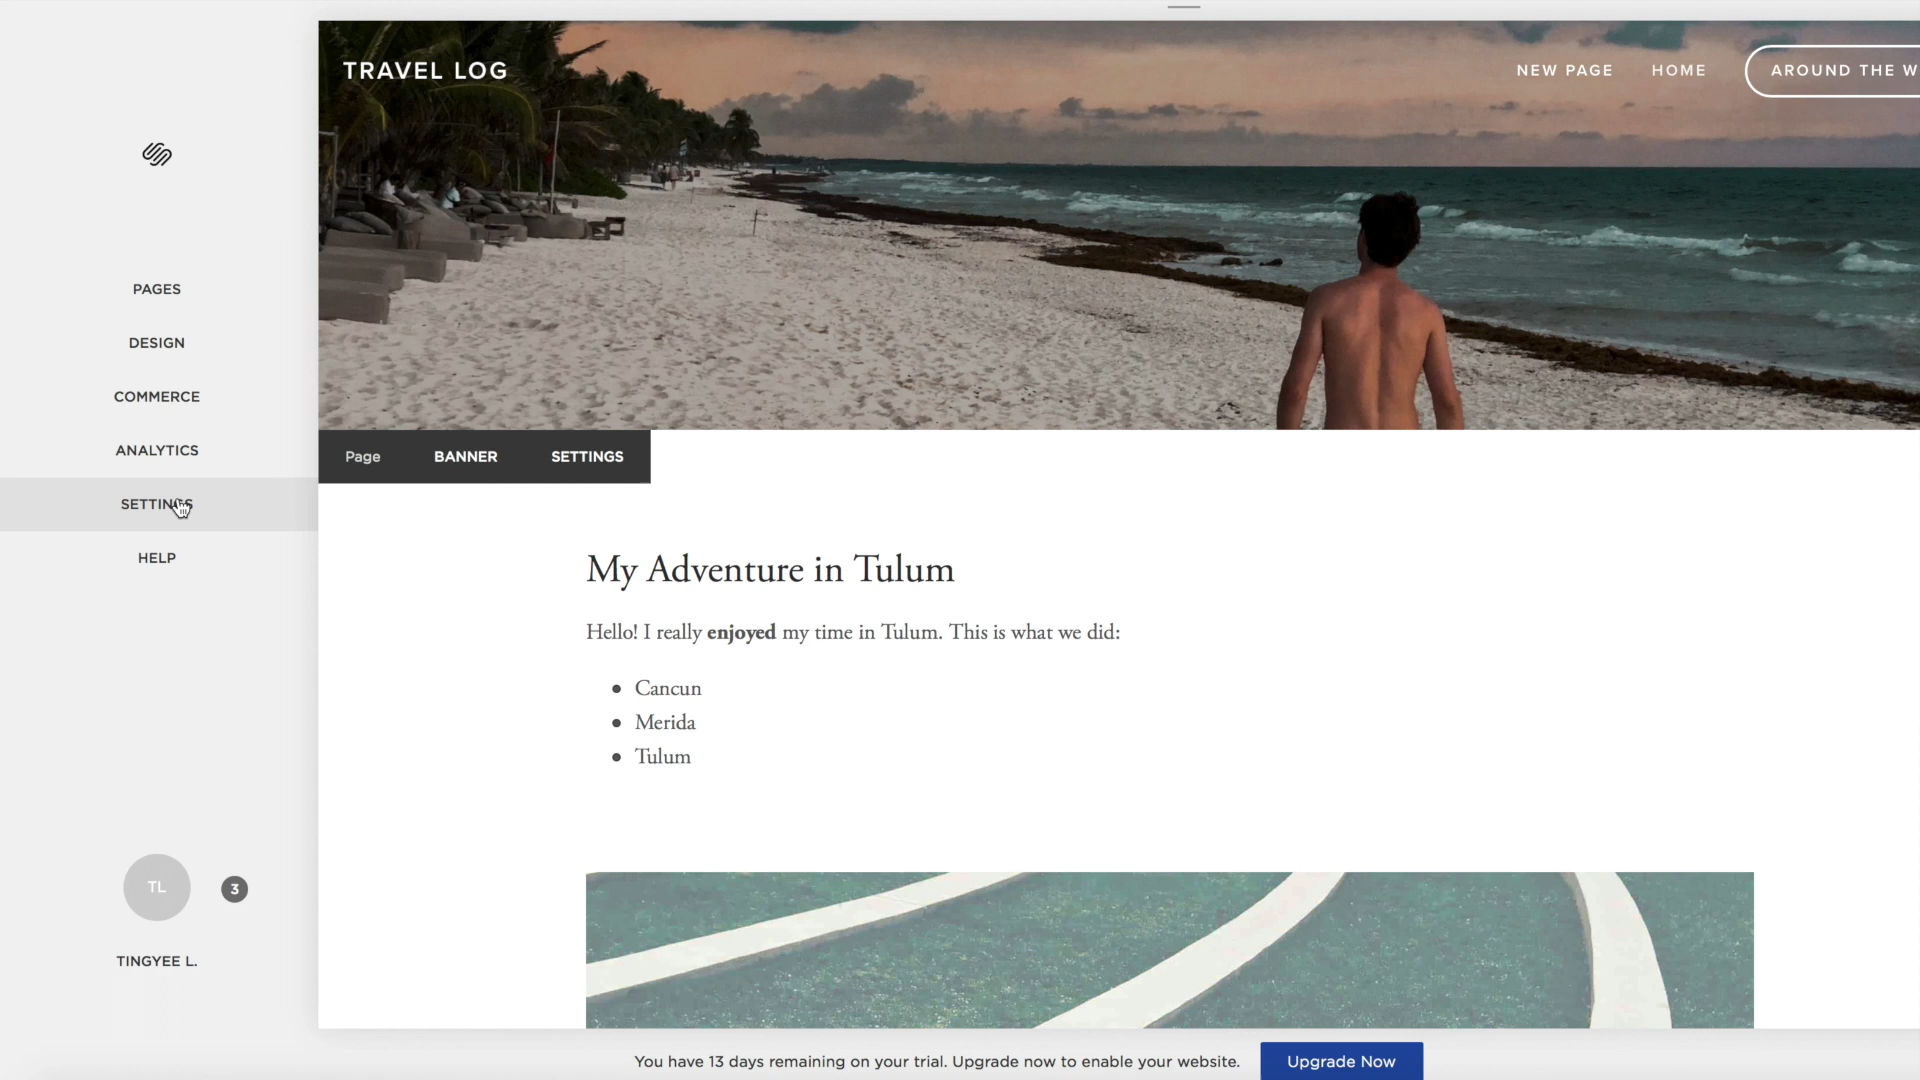 TRAVEL LOG
NEW PAGE
HOME
AROUND THE W
PAGES
DESIGN
COMMERCE
ANALYTICS
SETTINGS
HELP
Page
BANNER
SETTINGS
My Adventure in Tulum
Hello! I really enjoyed my time in Tulum. This is what we did:
Cancun
Merida
Tulum
TL
3
TINGYEE L.
You have 13 days remaining on your trial. Upgrade now to enable your website.
Upgrade Now